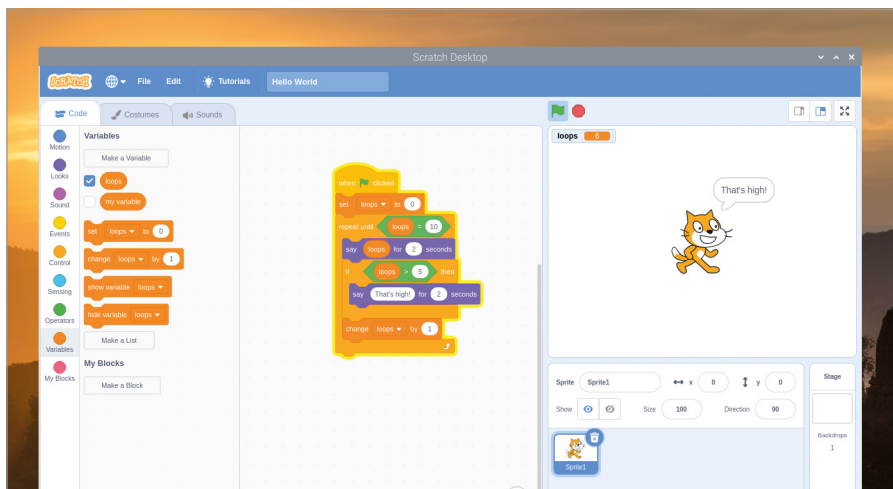 Scratch Desktop
SCRATCH
File Edit Tutorials Hello World
Code Costumes Sounds
Motion
Looks
Sound
Events
Control
Sensing
Operators
Variables
My Blocks
Variables
Make a Variable
loops
my variable
set loops to 0
change loops by 1
show variable loops
hide variable loops
Make a List
My Blocks
Make a Block
when clicked
set loops to 0
repeat until loops = 10
say loops for 2 seconds
if loops > 5 then
say That's high! for 2 seconds
change loops by 1
loops 6
That's high!
Sprite Sprite1 x 0 y 0
Show Size 100 Direction 90
Sprite1
Stage
Backdrops
1